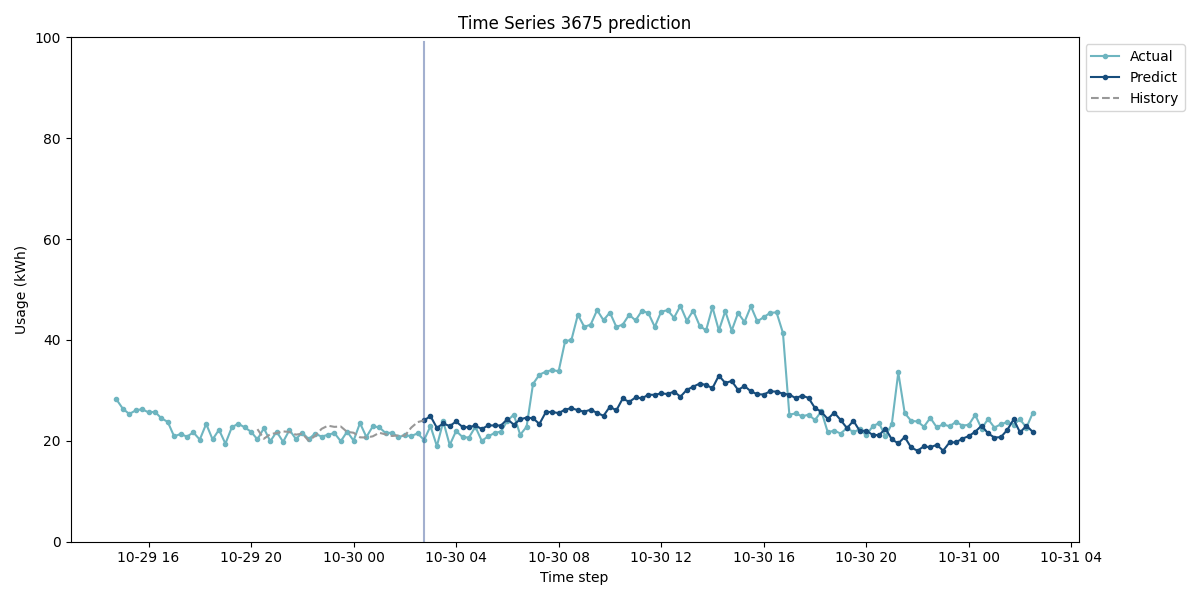 Time Series 3675 prediction
Usage (kWh)
100
80
60
40
20
0
10-29 16
10-29 20
10-30 00
10-30 04
10-30 08
10-30 12
10-30 16
10-30 20
10-31 00
10-31 04
Time step
Actual
Predict
History